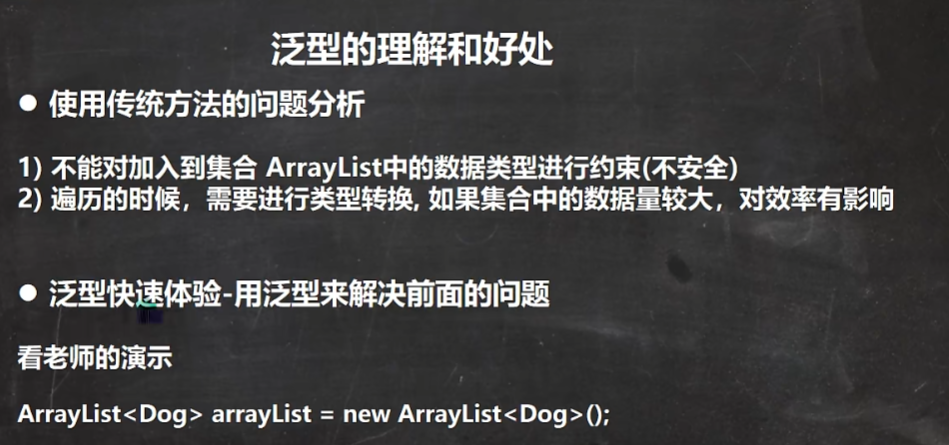 泛型的理解和好处
● 使用传统方法的问题分析
1) 不能对加入到集合 ArrayList中的数据类型进行约束(不安全)
2) 遍历的时候，需要进行类型转换, 如果集合中的数据量较大，对效率有影响
● 泛型快速体验-用泛型来解决前面的问题
看老师的演示
ArrayList<Dog> arrayList = new ArrayList<Dog>();